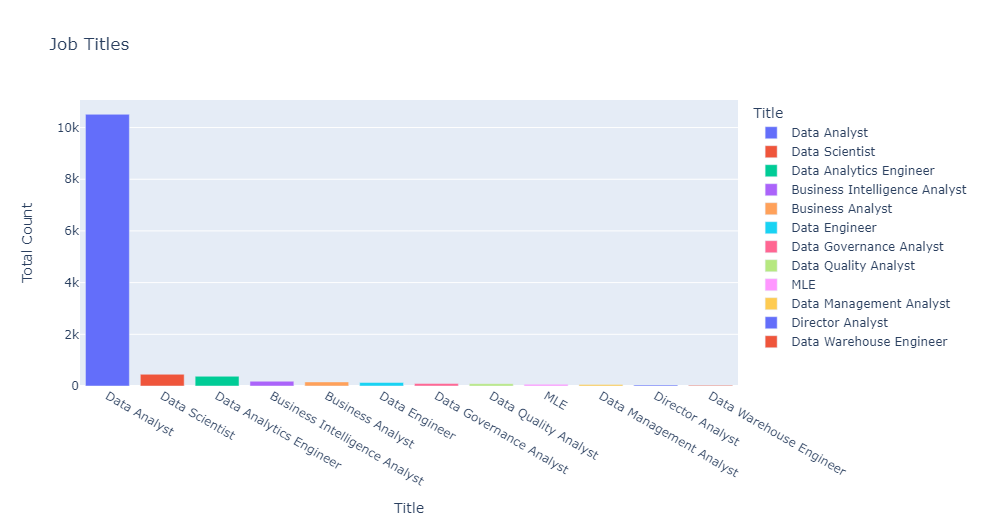 Job Titles
Total Count
10k
8k
6k
4k
2k
0
Data Analyst
Data Scientist
Data Analytics Engineer
Business Intelligence Analyst
Business Analyst
Data Engineer
Data Governance Analyst
Data Quality Analyst
MLE
Data Management Analyst
Director Analyst
Data Warehouse Engineer
Title
Title
Data Analyst
Data Scientist
Data Analytics Engineer
Business Intelligence Analyst
Business Analyst
Data Engineer
Data Governance Analyst
Data Quality Analyst
MLE
Data Management Analyst
Director Analyst
Data Warehouse Engineer